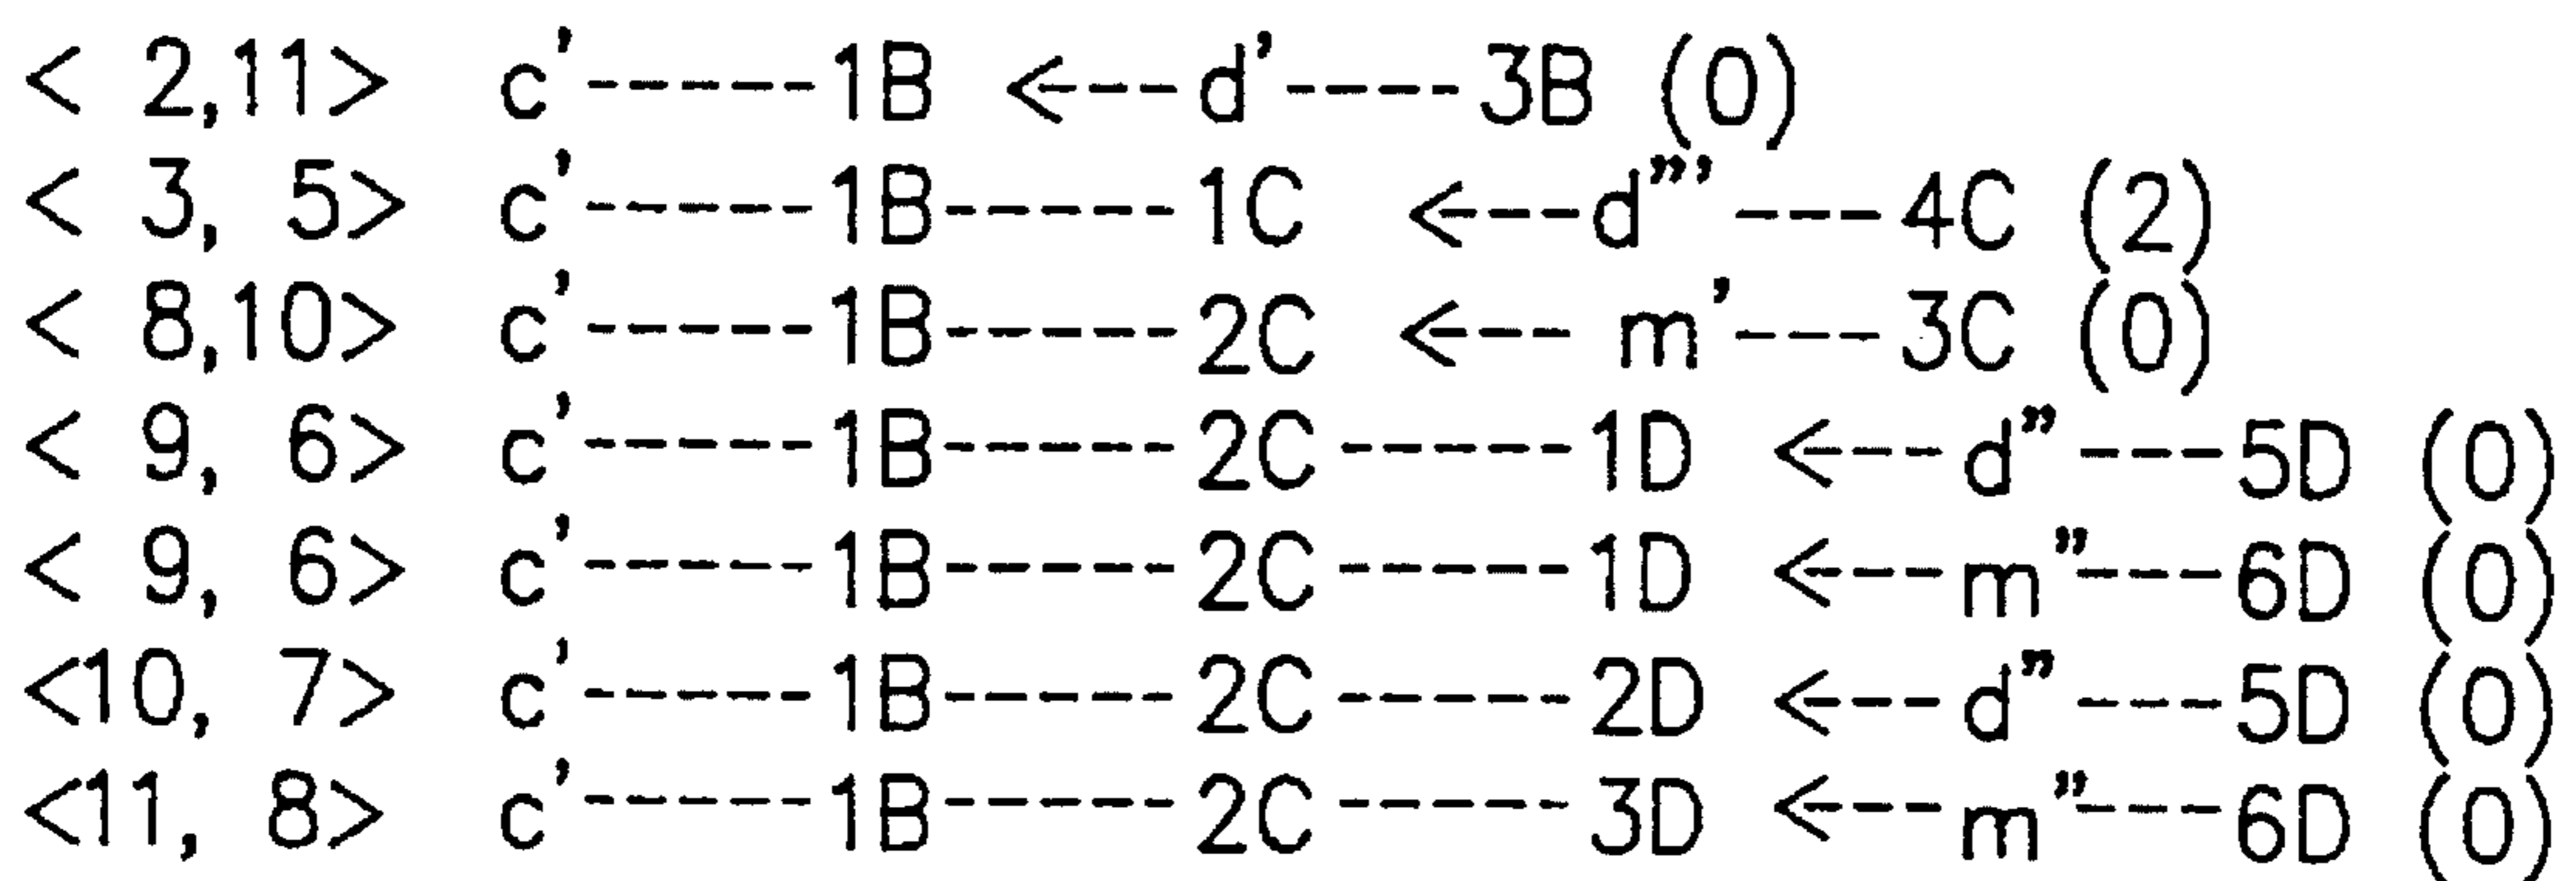 < 2,11> c'------1B <---d'----3B (0)
< 3, 5> c'------1B------1C <---d"'---4C (2)
< 8,10> c'------1B------2C <--- m'---3C (0)
< 9, 6> c'------1B------2C------1D <---d"---5D (0)
< 9, 6> c'------1B------2C------1D <---m"---6D (0)
<10, 7> c'------1B------2C------2D <---d"---5D (0)
<11, 8> c'------1B------2C------3D <---m"---6D (0)